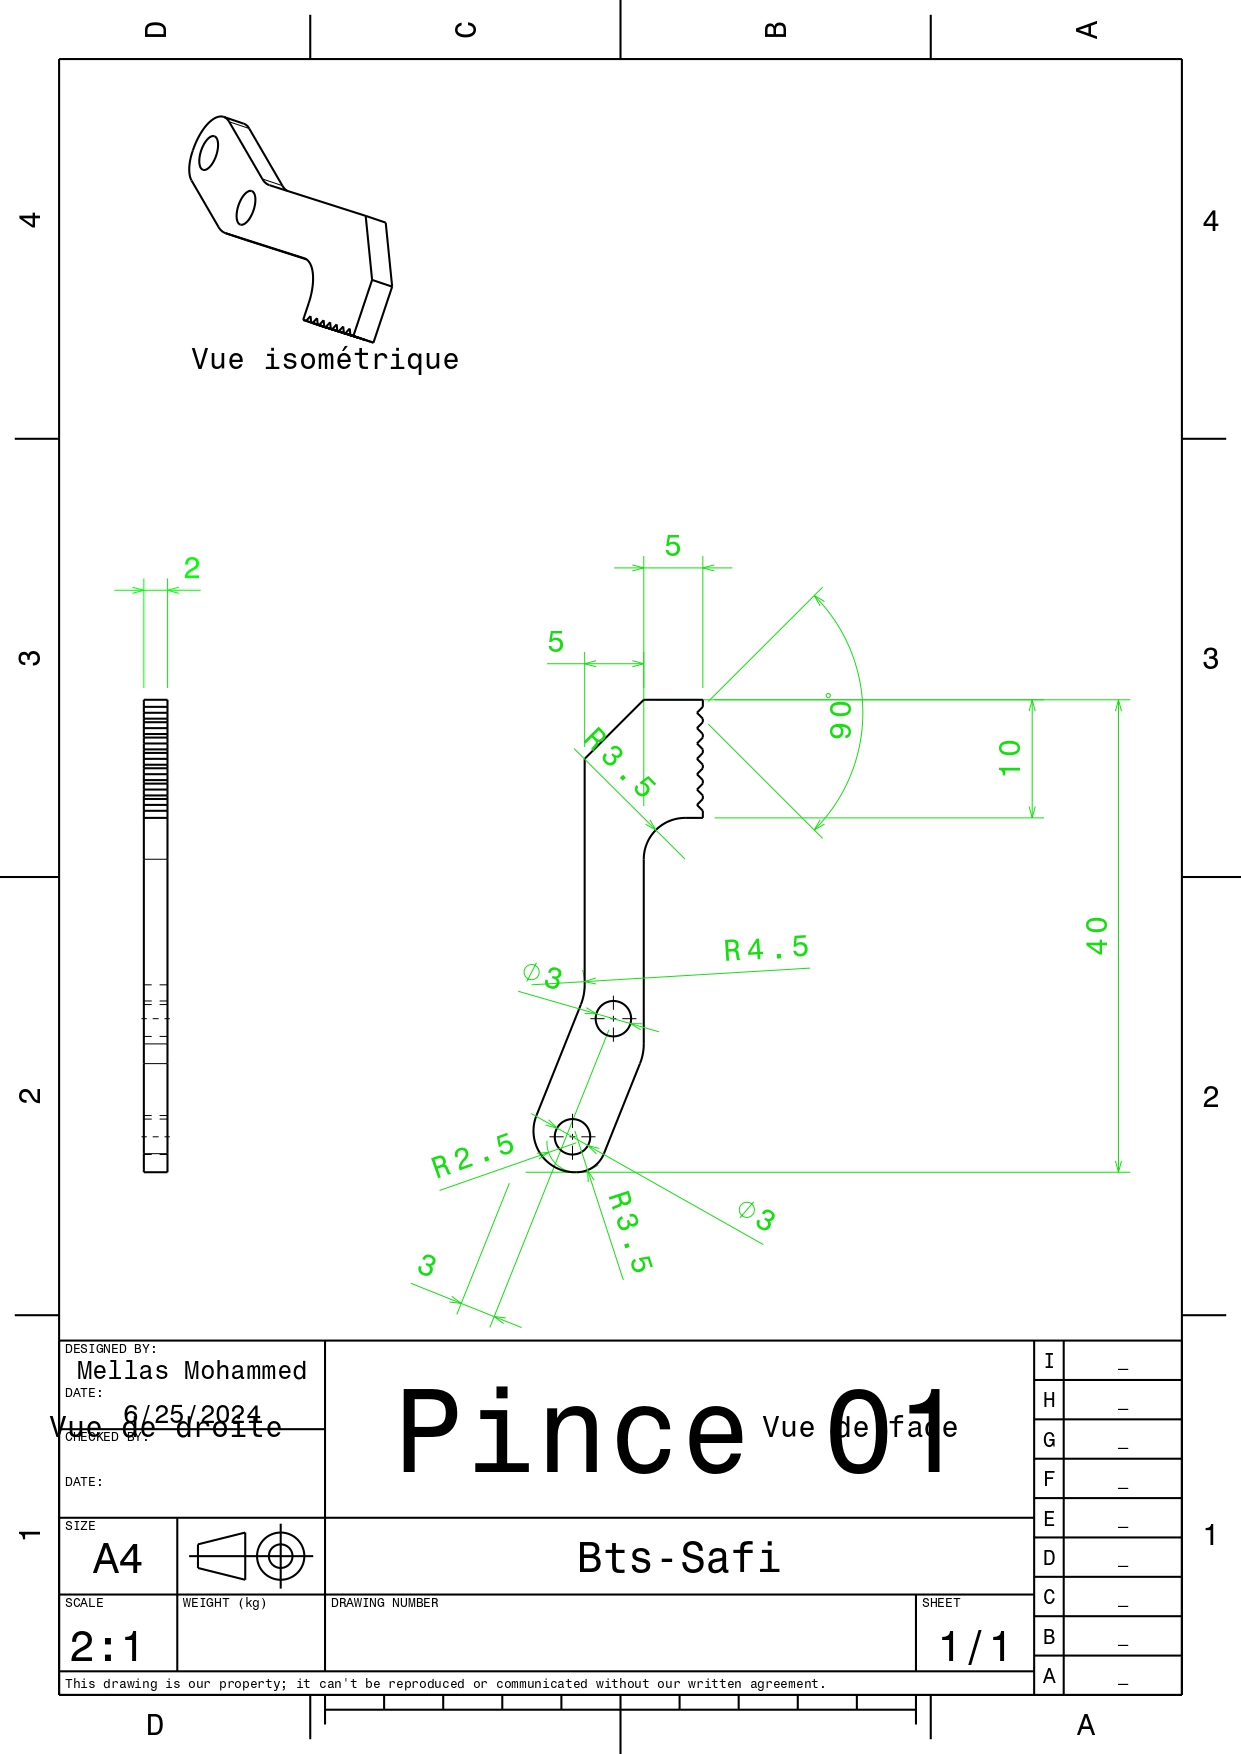 D C B A
4 4
Vue isométrique
3 3
2
5
5
90°
R3.5
10
40
R4.5
⌀3
2 2
R2.5
R3.5
⌀3
3
1 1
DESIGNED BY:
Mellas Mohammed
DATE:
6/25/2024
Vue de droite
CHECKED BY:
DATE:
Pince 01
Vue de face
I _
H _
G _
F _
E _
D _
C _
B _
A _
SIZE
A4
Bts-Safi
SCALE
2:1
WEIGHT (kg)
DRAWING NUMBER
SHEET
1/1
This drawing is our property; it can't be reproduced or communicated without our written agreement.
D A